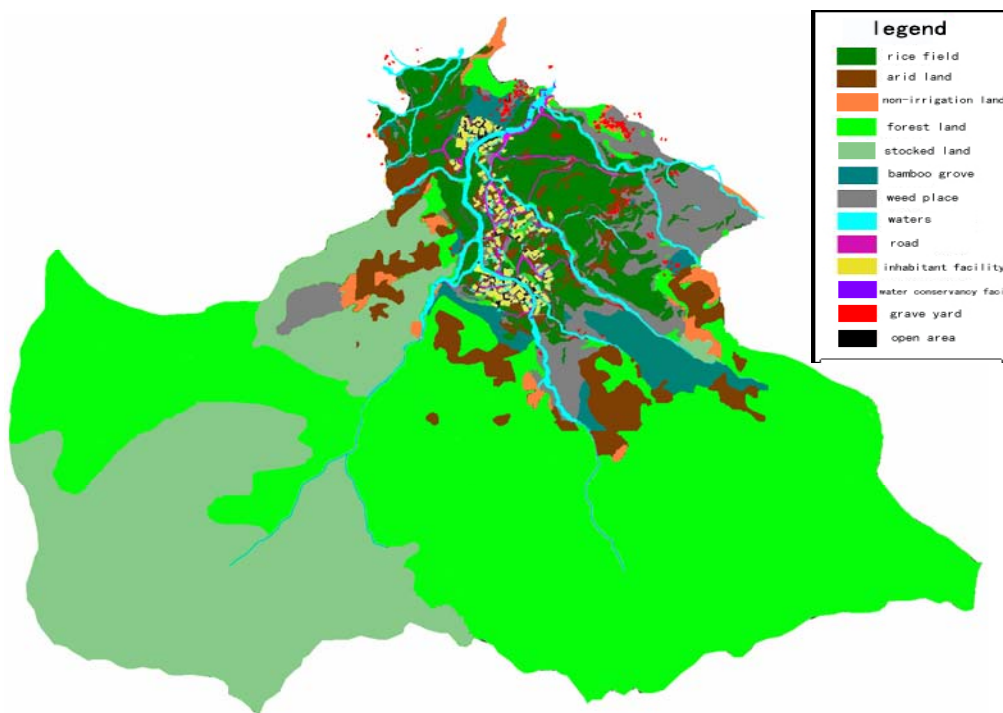 legend
rice field
arid land
non-irrigation land
forest land
stocked land
bamboo grove
weed place
waters
road
inhabitant facility
water conservancy faci
grave yard
open area